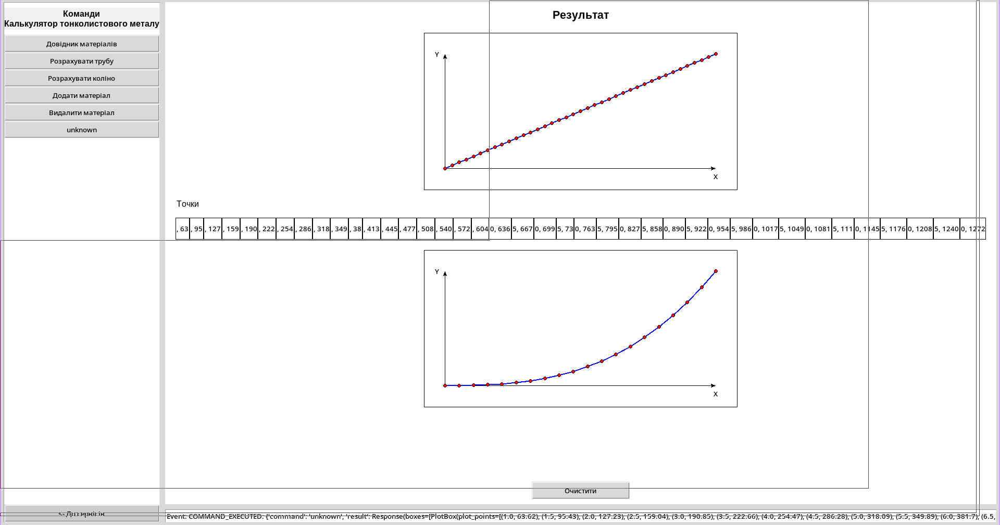 Команди
Калькулятор тонколистового металу
Довідник матеріалів
Розрахувати трубу
Розрахувати коліно
Додати матеріал
Видалити матеріал
unknown
<- До сервісів
Результат
Y
X
Точки
, 63 , 95 , 127 , 159 , 190 , 222 , 254 , 286 , 318 , 349 , 38 , 413 , 445 , 477 , 508 , 540 , 572 , 604 0, 636 5, 667 0, 699 5, 73 0, 763 5, 795 0, 827 5, 858 0, 890 5, 922 0, 954 5, 986 0, 1017 5, 1049 0, 1081 5, 111 0, 1145 5, 1176 0, 1208 5, 1240 0, 1272
Y
X
Очистити
Event: COMMAND_EXECUTED: {'command': 'unknown', 'result': Response(boxes=[PlotBox(plot_points=[(1.0, 63.62), (1.5, 95.43), (2.0, 127.23), (2.5, 159.04), (3.0, 190.85), (3.5, 222.66), (4.0, 254.47), (4.5, 286.28), (5.0, 318.09), (5.5, 349.89), (6.0, 381.7), (6.5,